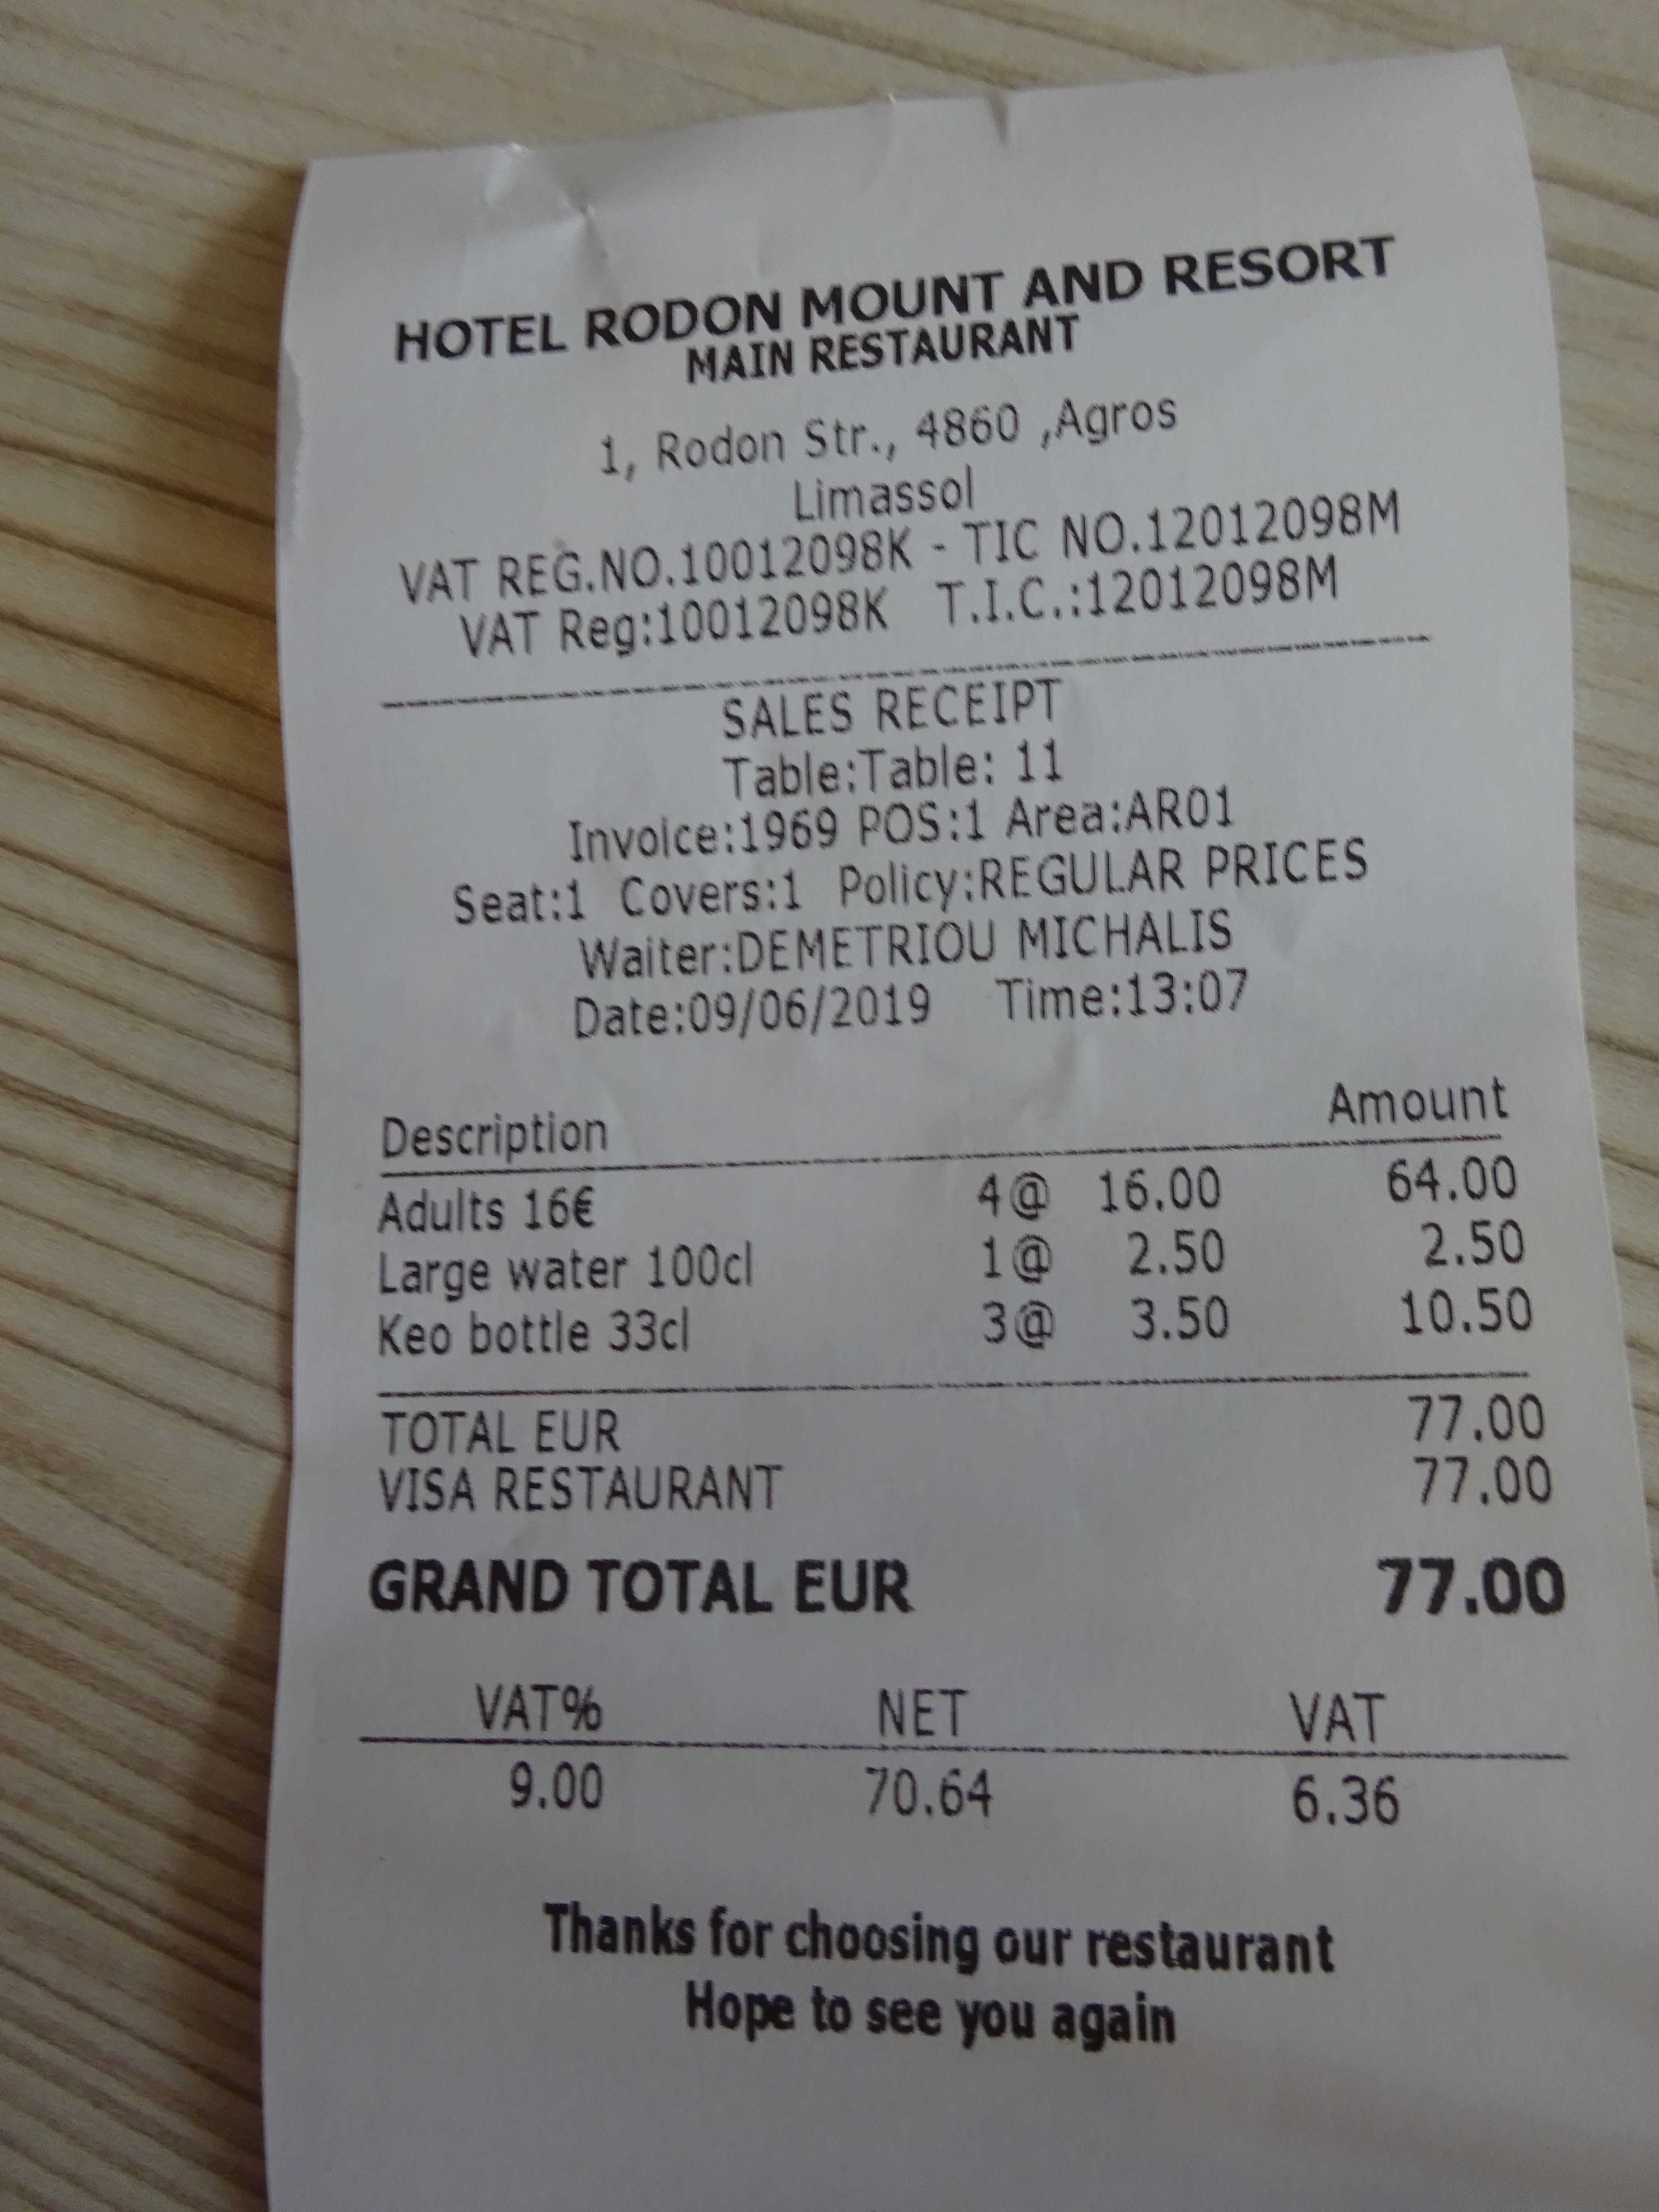 HOTEL RODON MOUNT AND RESORT
MAIN RESTAURANT
1, Rodon Str., 4860 ,Agros
Limassol
VAT REG.NO.10012098K - TIC NO.12012098M
VAT Reg:10012098K T.I.C.:12012098M
SALES RECEIPT
Table:Table: 11
Invoice:1969 POS:1 Area:AR01
Seat:1 Covers:1 Policy:REGULAR PRICES
Waiter:DEMETRIOU MICHALIS
Date:09/06/2019 Time:13:07
Description Amount
Adults 16€ 4@ 16.00 64.00
Large water 100cl 1@ 2.50 2.50
Keo bottle 33cl 3@ 3.50 10.50
TOTAL EUR 77.00
VISA RESTAURANT 77.00
GRAND TOTAL EUR 77.00
VAT% NET VAT
9.00 70.64 6.36
Thanks for choosing our restaurant
Hope to see you again